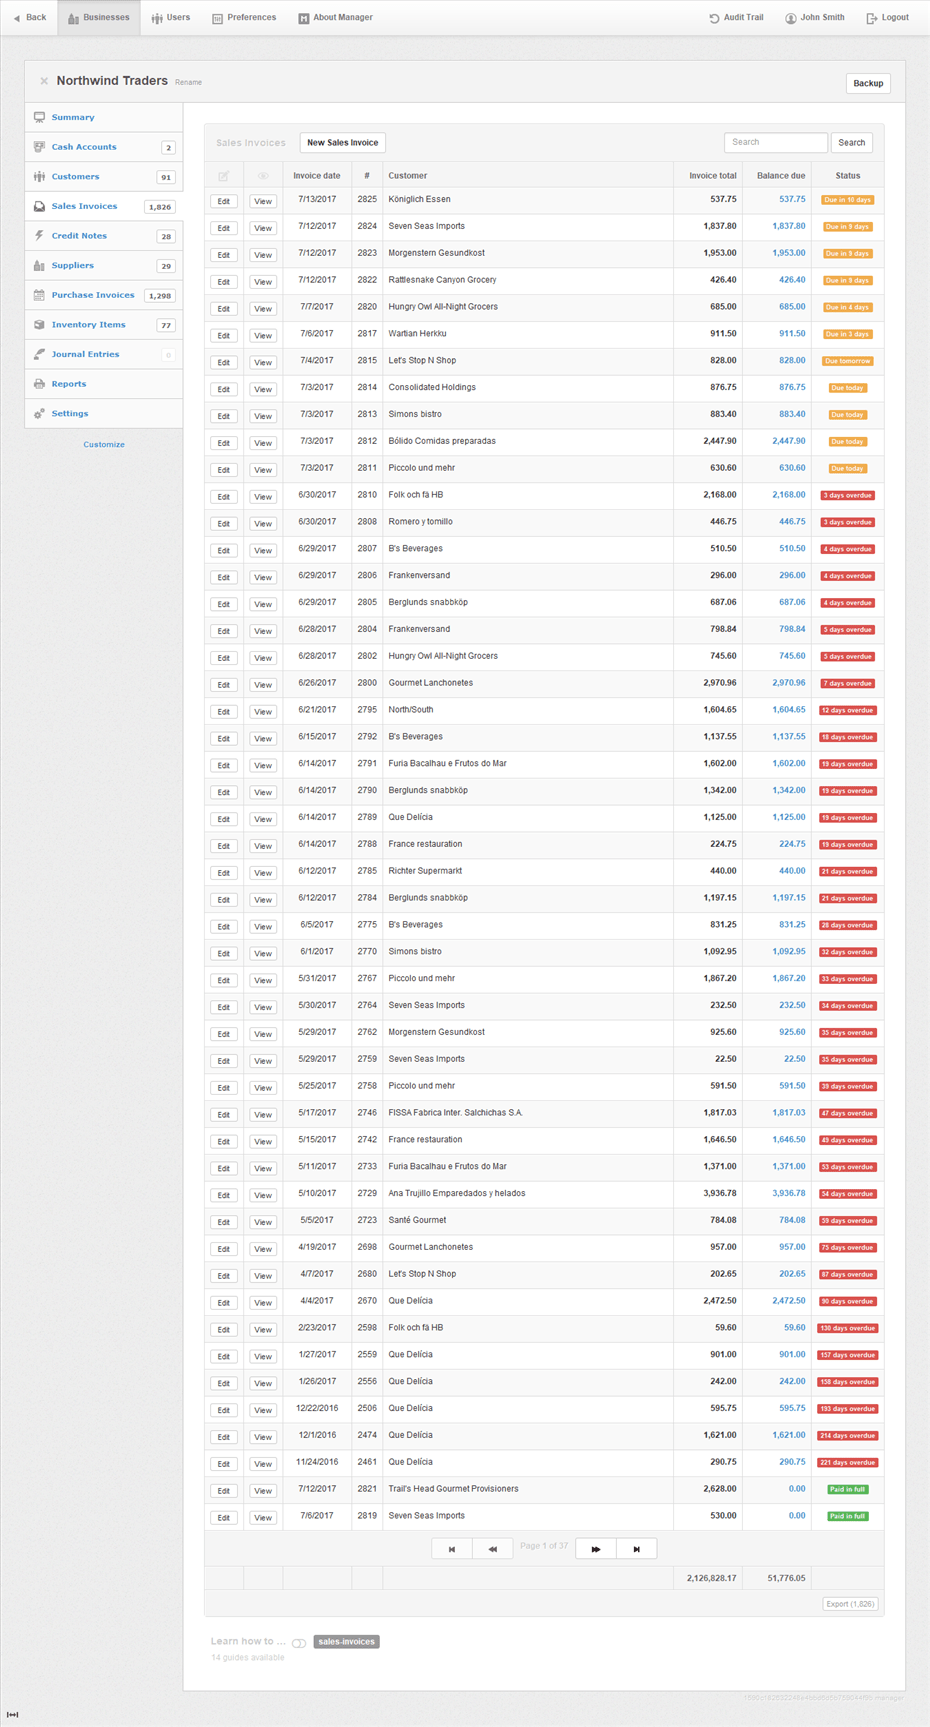 Back Businesses Users Preferences About Manager Audit Trail John Smith Logout
Northwind Traders Rename Backup
Summary
Cash Accounts 2
Customers 91
Sales Invoices 1,826
Credit Notes 28
Suppliers 29
Purchase Invoices 1,298
Inventory Items 77
Journal Entries 0
Reports
Settings
Customize
Sales Invoices New Sales Invoice Search Search
Invoice date # Customer Invoice total Balance due Status
Edit View 7/13/2017 2825 Königlich Essen 537.75 537.75 Due in 10 days
Edit View 7/12/2017 2824 Seven Seas Imports 1,837.80 1,837.80 Due in 9 days
Edit View 7/12/2017 2823 Morgenstern Gesundkost 1,953.00 1,953.00 Due in 9 days
Edit View 7/12/2017 2822 Rattlesnake Canyon Grocery 426.40 426.40 Due in 9 days
Edit View 7/7/2017 2820 Hungry Owl All-Night Grocers 685.00 685.00 Due in 4 days
Edit View 7/6/2017 2817 Wartian Herkku 911.50 911.50 Due in 3 days
Edit View 7/4/2017 2815 Let's Stop N Shop 828.00 828.00 Due tomorrow
Edit View 7/3/2017 2814 Consolidated Holdings 876.75 876.75 Due today
Edit View 7/3/2017 2813 Simons bistro 883.40 883.40 Due today
Edit View 7/3/2017 2812 Bólido Comidas preparadas 2,447.90 2,447.90 Due today
Edit View 7/3/2017 2811 Piccolo und mehr 630.60 630.60 Due today
Edit View 6/30/2017 2810 Folk och fä HB 2,168.00 2,168.00 3 days overdue
Edit View 6/30/2017 2808 Romero y tomillo 446.75 446.75 3 days overdue
Edit View 6/29/2017 2807 B's Beverages 510.50 510.50 4 days overdue
Edit View 6/29/2017 2806 Frankenversand 296.00 296.00 4 days overdue
Edit View 6/29/2017 2805 Berglunds snabbköp 687.06 687.06 4 days overdue
Edit View 6/28/2017 2804 Frankenversand 798.84 798.84 5 days overdue
Edit View 6/28/2017 2802 Hungry Owl All-Night Grocers 745.60 745.60 5 days overdue
Edit View 6/26/2017 2800 Gourmet Lanchonetes 2,970.96 2,970.96 7 days overdue
Edit View 6/21/2017 2795 North/South 1,604.65 1,604.65 12 days overdue
Edit View 6/15/2017 2792 B's Beverages 1,137.55 1,137.55 18 days overdue
Edit View 6/14/2017 2791 Furia Bacalhau e Frutos do Mar 1,602.00 1,602.00 19 days overdue
Edit View 6/14/2017 2790 Berglunds snabbköp 1,342.00 1,342.00 19 days overdue
Edit View 6/14/2017 2789 Que Delícia 1,125.00 1,125.00 19 days overdue
Edit View 6/14/2017 2788 France restauration 224.75 224.75 19 days overdue
Edit View 6/12/2017 2785 Richter Supermarkt 440.00 440.00 21 days overdue
Edit View 6/12/2017 2784 Berglunds snabbköp 1,197.15 1,197.15 21 days overdue
Edit View 6/5/2017 2775 B's Beverages 831.25 831.25 28 days overdue
Edit View 6/1/2017 2770 Simons bistro 1,092.95 1,092.95 32 days overdue
Edit View 5/31/2017 2767 Piccolo und mehr 1,867.20 1,867.20 33 days overdue
Edit View 5/30/2017 2764 Seven Seas Imports 232.50 232.50 34 days overdue
Edit View 5/29/2017 2762 Morgenstern Gesundkost 925.60 925.60 35 days overdue
Edit View 5/29/2017 2759 Seven Seas Imports 22.50 22.50 35 days overdue
Edit View 5/25/2017 2758 Piccolo und mehr 591.50 591.50 39 days overdue
Edit View 5/17/2017 2746 FISSA Fabrica Inter. Salchichas S.A. 1,817.03 1,817.03 47 days overdue
Edit View 5/15/2017 2742 France restauration 1,646.50 1,646.50 49 days overdue
Edit View 5/11/2017 2733 Furia Bacalhau e Frutos do Mar 1,371.00 1,371.00 53 days overdue
Edit View 5/10/2017 2729 Ana Trujillo Emparedados y helados 3,936.78 3,936.78 54 days overdue
Edit View 5/5/2017 2723 Santé Gourmet 784.08 784.08 59 days overdue
Edit View 4/19/2017 2698 Gourmet Lanchonetes 957.00 957.00 75 days overdue
Edit View 4/7/2017 2680 Let's Stop N Shop 202.65 202.65 87 days overdue
Edit View 4/4/2017 2670 Que Delícia 2,472.50 2,472.50 90 days overdue
Edit View 2/23/2017 2598 Folk och fä HB 59.60 59.60 130 days overdue
Edit View 1/27/2017 2559 Que Delícia 901.00 901.00 157 days overdue
Edit View 1/26/2017 2556 Que Delícia 242.00 242.00 158 days overdue
Edit View 12/22/2016 2506 Que Delícia 595.75 595.75 193 days overdue
Edit View 12/1/2016 2474 Que Delícia 1,621.00 1,621.00 214 days overdue
Edit View 11/24/2016 2461 Que Delícia 290.75 290.75 221 days overdue
Edit View 7/12/2017 2821 Trail's Head Gourmet Provisioners 2,628.00 0.00 Paid in full
Edit View 7/6/2017 2819 Seven Seas Imports 530.00 0.00 Paid in full
Page 1 of 37
2,126,828.17 51,776.05
Export (1,826)
Learn how to ... sales-invoices
14 guides available